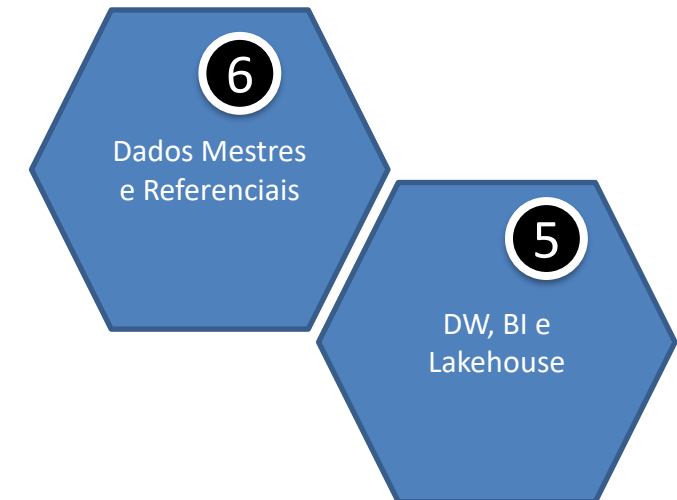 6
Dados Mestres
e Referenciais
5
DW, BI e
Lakehouse